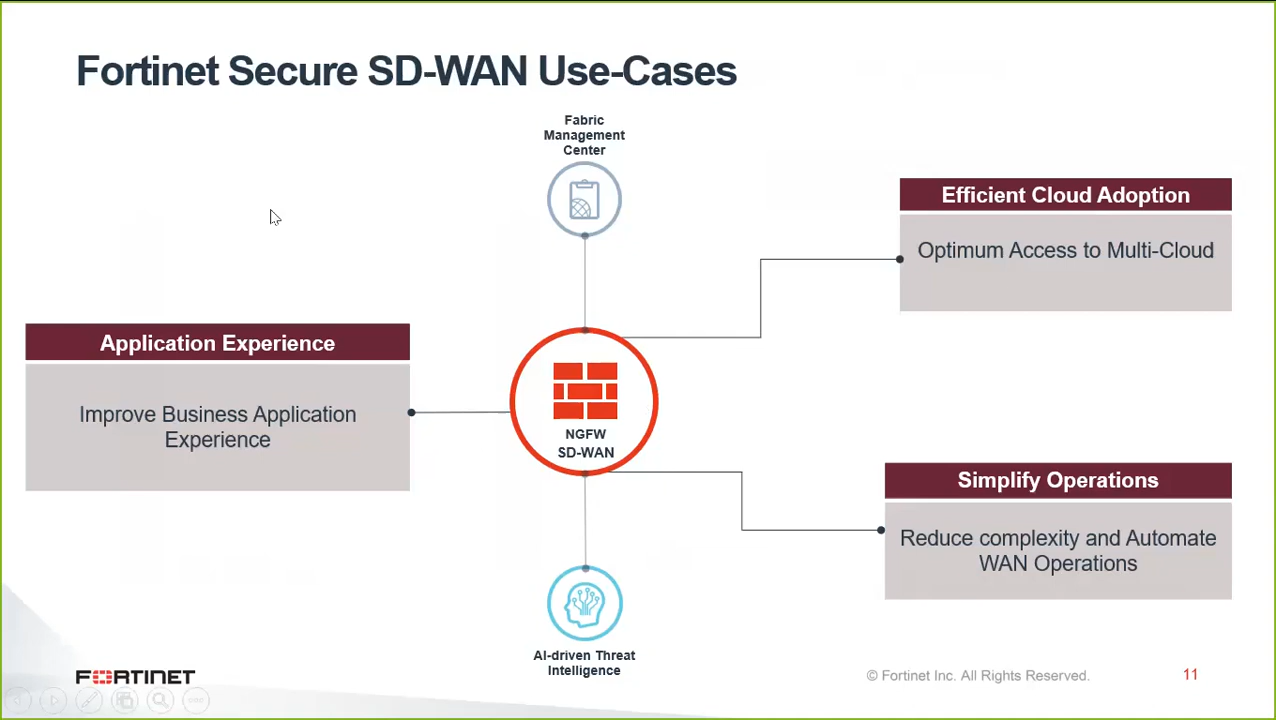 Fortinet Secure SD-WAN Use-Cases
Fabric
Management
Center
Efficient Cloud Adoption
Optimum Access to Multi-Cloud
Application Experience
Improve Business Application
Experience
NGFW
SD-WAN
Simplify Operations
Reduce complexity and Automate
WAN Operations
AI-driven Threat
Intelligence
FORTINET
© Fortinet Inc. All Rights Reserved.
11